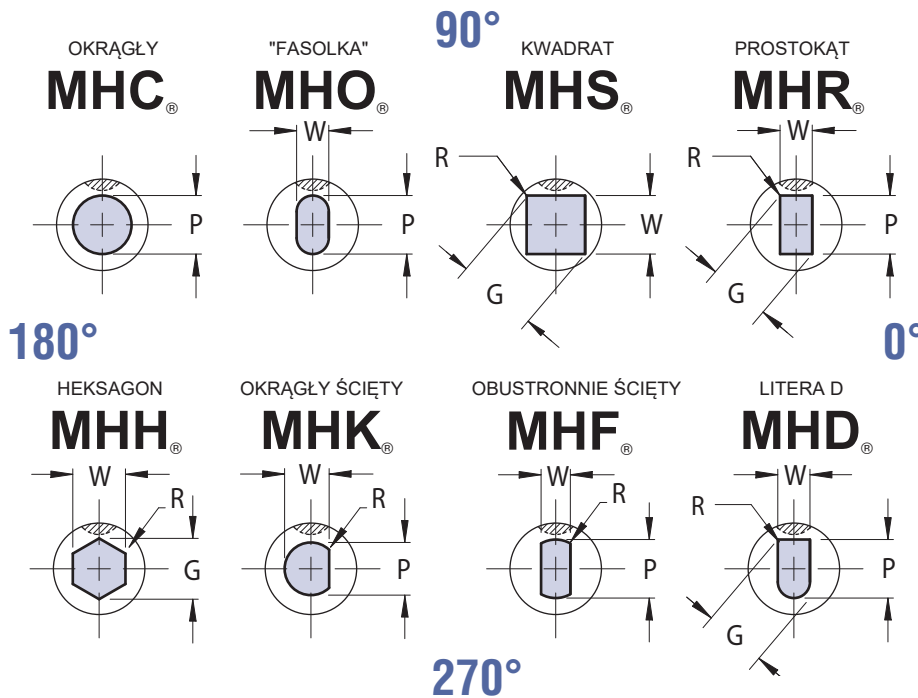 90°
OKRĄGŁY
"FASOLKA"
KWADRAT
PROSTOKĄT
MHC®
MHO®
MHS®
MHR®
W
W
R
R
P
P
W
P
G
G
180°
0°
HEKSAGON
OKRĄGŁY ŚCIĘTY
OBUSTRONNIE ŚCIĘTY
LITERA D
MHH®
MHK®
MHF®
MHD®
W
W
W
W
R
R
R
R
G
P
P
P
G
270°